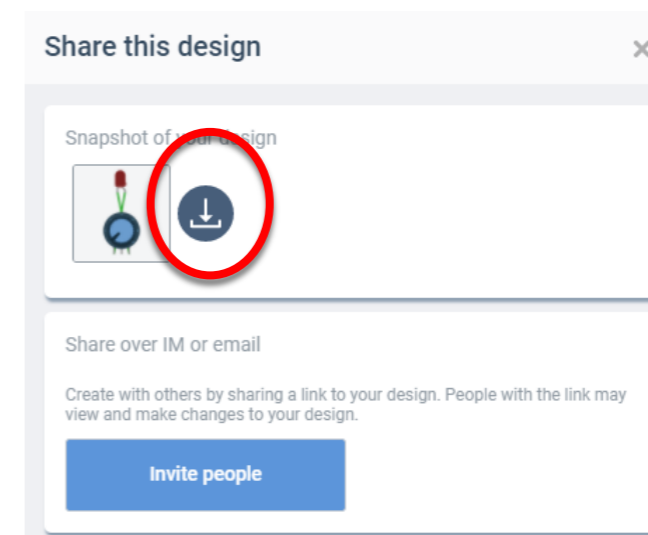 Share this design
Snapshot of your design
Share over IM or email
Create with others by sharing a link to your design. People with the link may
view and make changes to your design.
Invite people